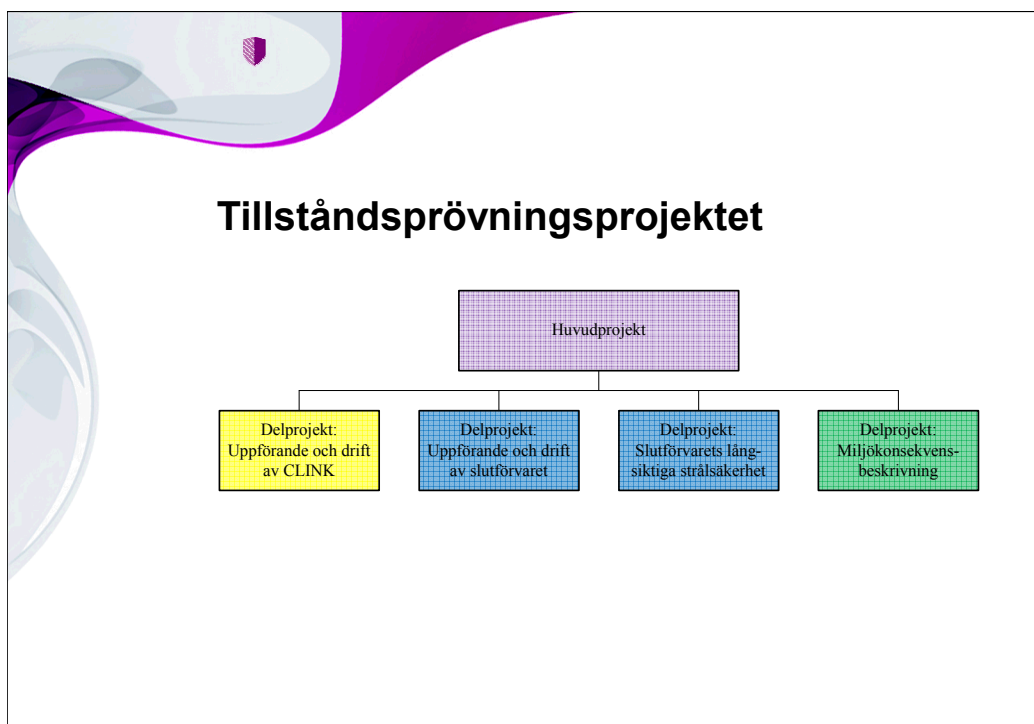 Tillståndsprövningsprojektet
Huvudprojekt
Delprojekt:
Uppförande och drift
av CLINK
Delprojekt:
Uppförande och drift
av slutförvaret
Delprojekt:
Slutförvarets lång-
siktiga strålsäkerhet
Delprojekt:
Miljökonsekvens-
beskrivning